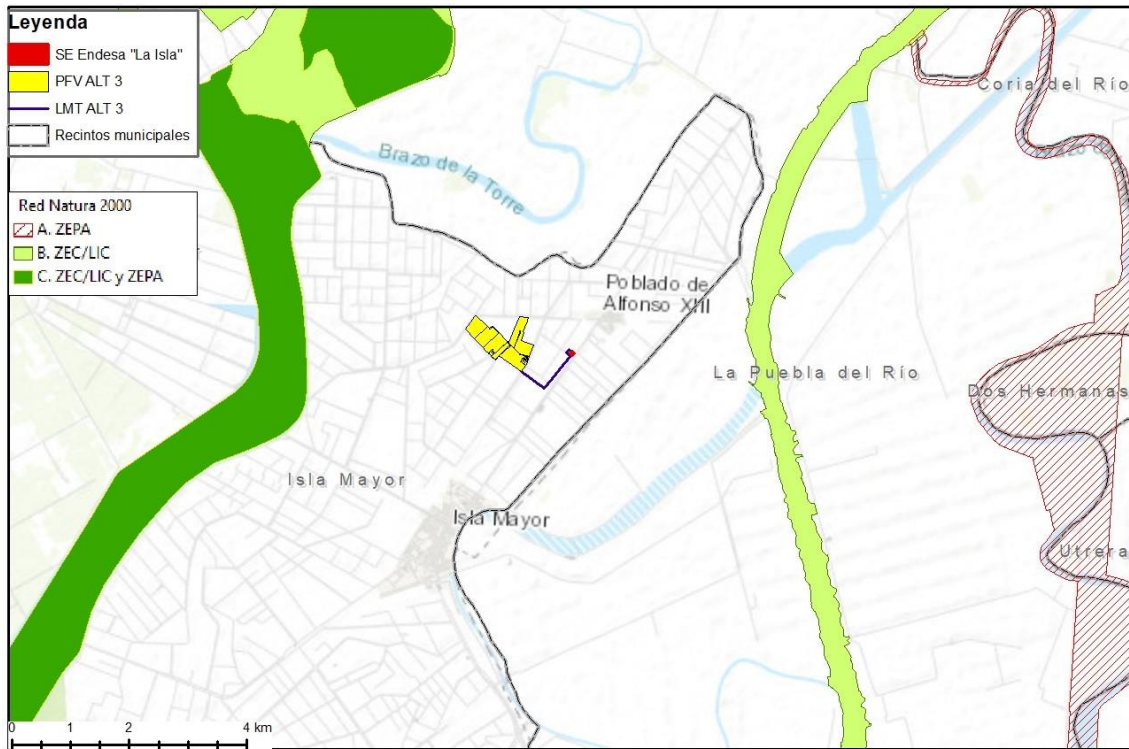 Leyenda
SE Endesa "La Isla"
PFV ALT 3
LMT ALT 3
Recintos municipales
Red Natura 2000
A. ZEPA
B. ZEC/LIC
C. ZEC/LIC y ZEPA
Coria del Río
Brazo de la
Torre
Poblado de
Alfonso XIII
La Puebla del Río
Dos Hermanas
Isla Mayor
Isla Mayor
Utrera
0 1 2 4 km